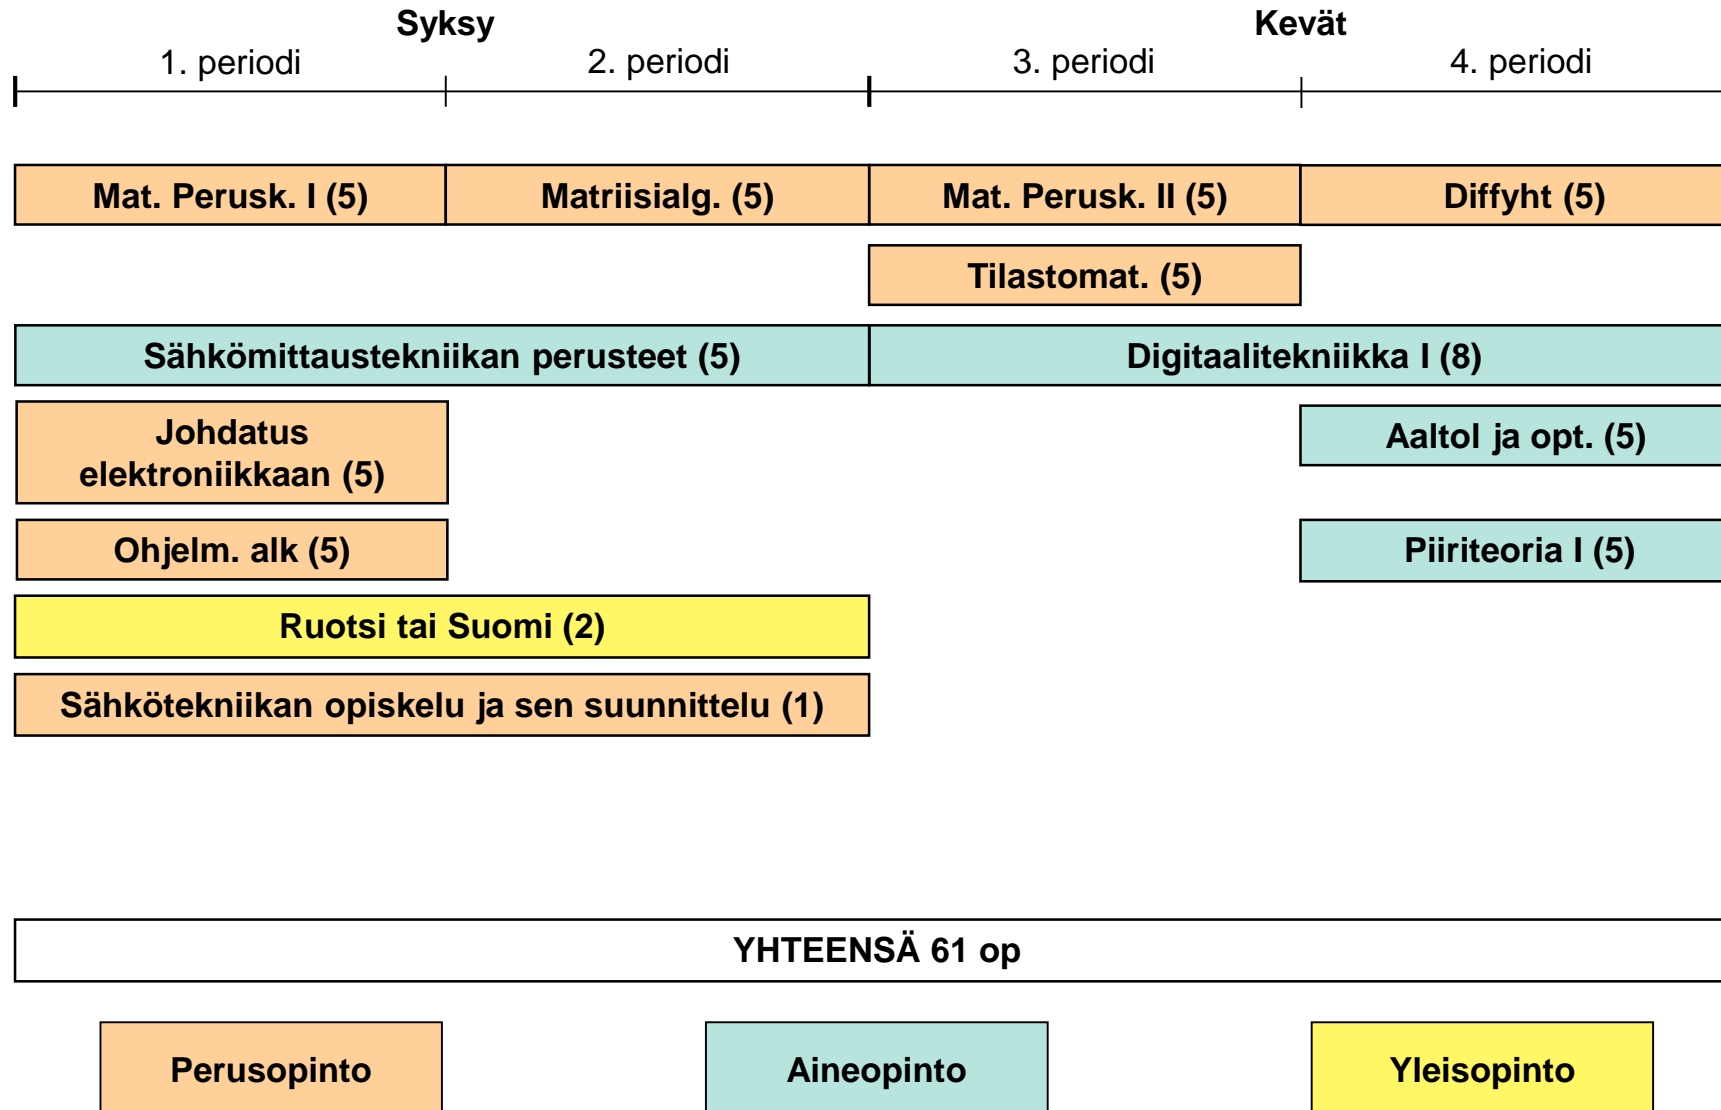 Syksy
Kevät
1. periodi
2. periodi
3. periodi
4. periodi
Mat. Perusk. I (5)
Matriisialg. (5)
Mat. Perusk. II (5)
Diffyht (5)
Tilastomat. (5)
Sähkömittaustekniikan perusteet (5)
Digitaalitekniikka I (8)
Johdatus
elektroniikkaan (5)
Aaltol ja opt. (5)
Ohjelm. alk (5)
Piiriteoria I (5)
Ruotsi tai Suomi (2)
Sähkötekniikan opiskelu ja sen suunnittelu (1)
YHTEENSÄ 61 op
Perusopinto
Aineopinto
Yleisopinto